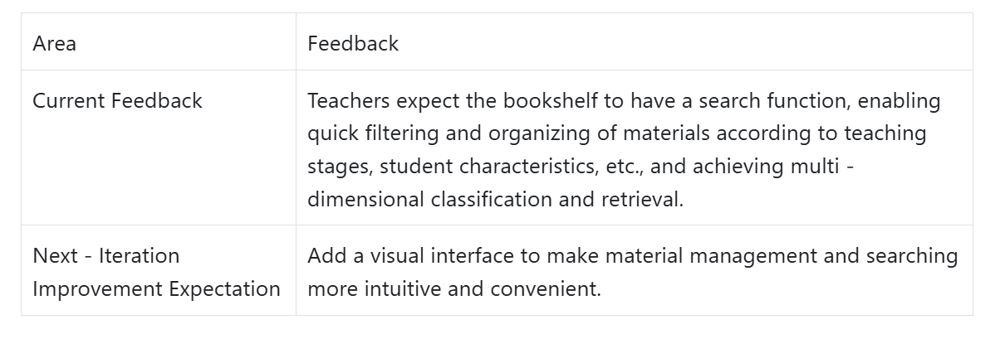 Area
Feedback
Current Feedback
Teachers expect the bookshelf to have a search function, enabling
quick filtering and organizing of materials according to teaching
stages, student characteristics, etc., and achieving multi -
dimensional classification and retrieval.
Next - Iteration
Improvement Expectation
Add a visual interface to make material management and searching
more intuitive and convenient.